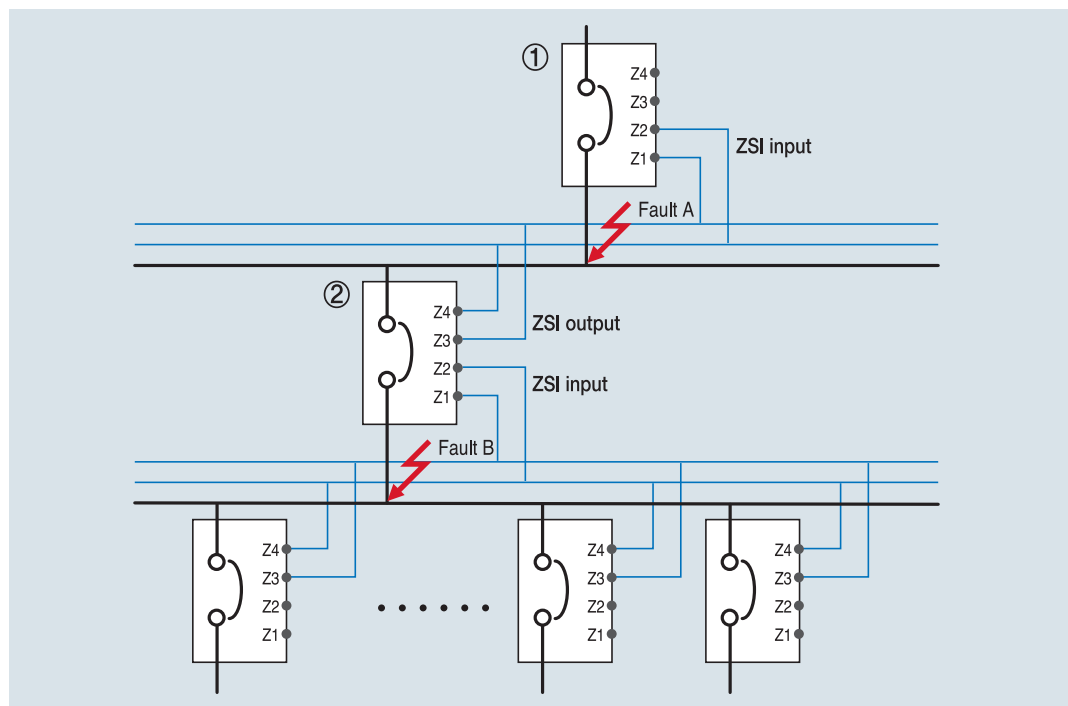 ①
Z4
Z3
Z2
Z1
ZSI input
Fault A
②
Z4
Z3
Z2
Z1
ZSI output
ZSI input
Fault B
Z4
Z3
Z2
Z1
Z4
Z3
Z2
Z1
Z4
Z3
Z2
Z1